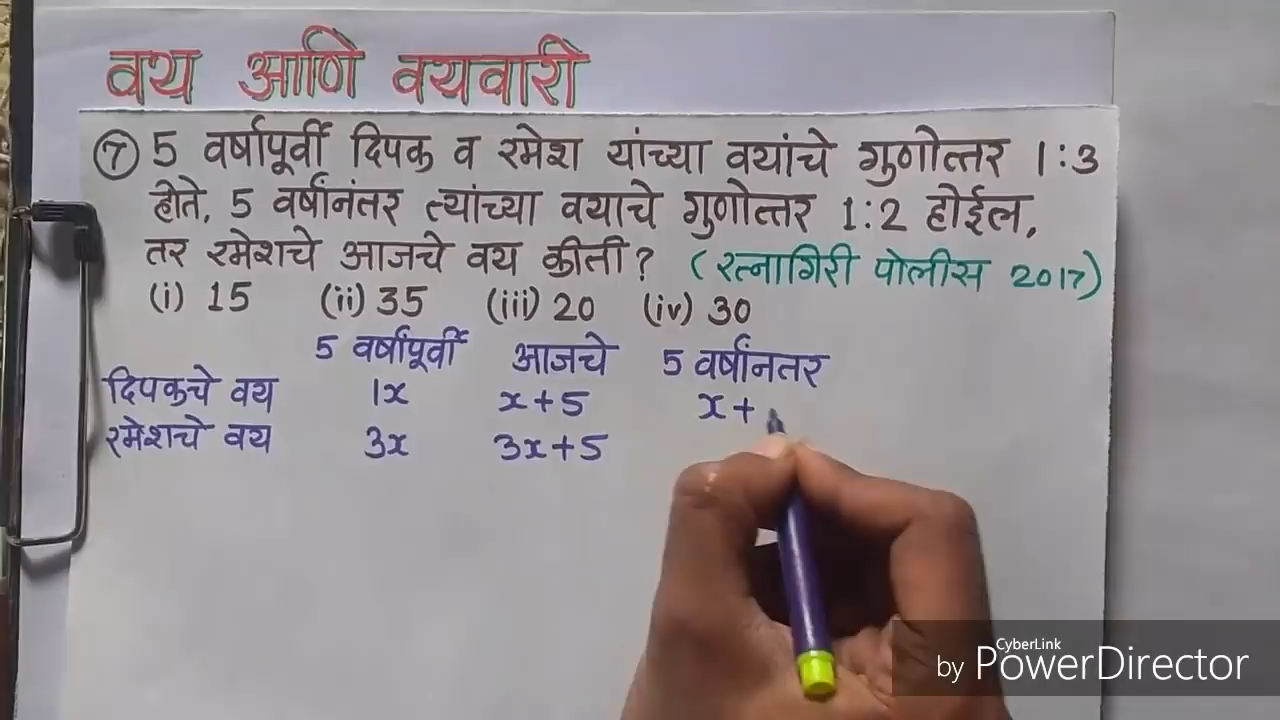 वय आणि वयवारी
७ 5 वर्षापूर्वी दिपक व रमेश यांच्या वयांचे गुणोत्तर 1:3
होते, 5 वर्षांनंतर त्यांच्या वयाचे गुणोत्तर 1:2 होईल,
तर रमेशचे आजचे वय कीती? (रत्नागिरी पोलीस 2017)
(i) 15 (ii) 35 (iii) 20 (iv) 30
5 वर्षांपूर्वी आजचे 5 वर्षांनतर
दिपकचे वय 1x x+5 x+
रमेशचे वय 3x 3x+5
CyberLink
by PowerDirector